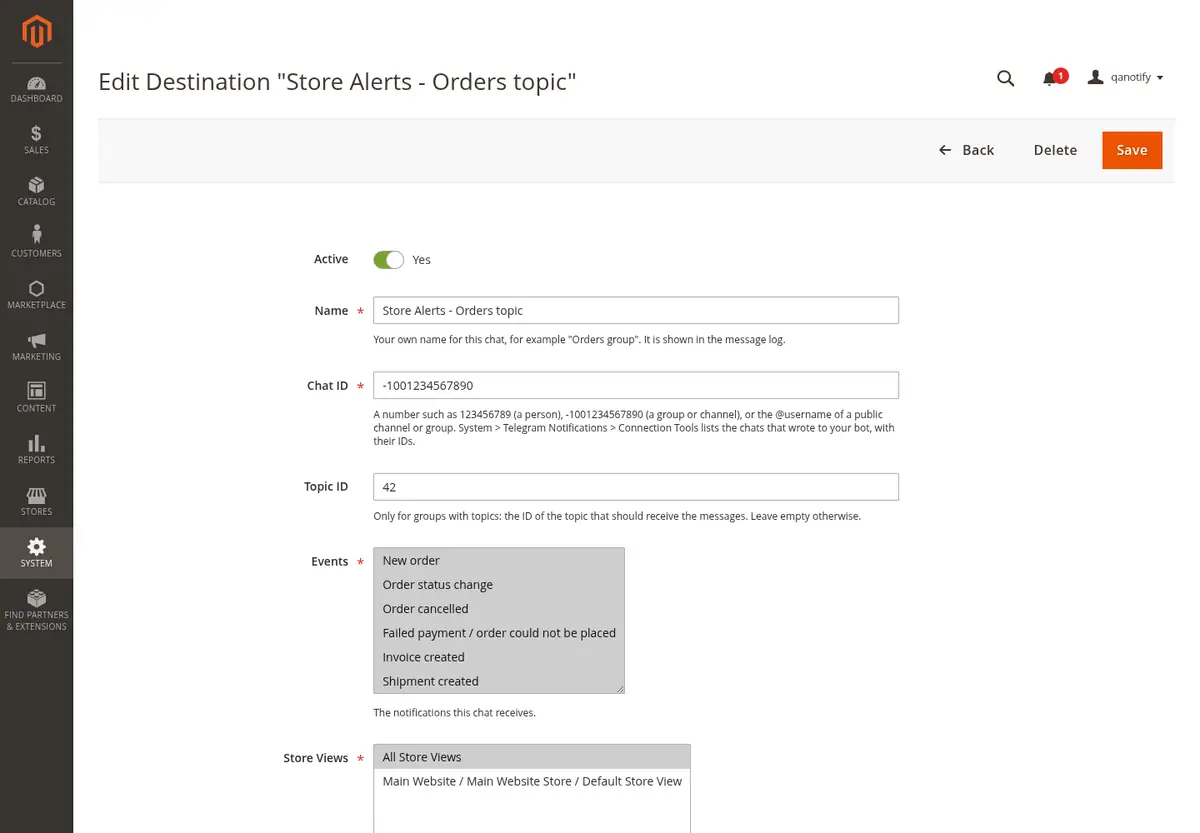 Edit Destination "Store Alerts - Orders topic"
1
qanotify
DASHBOARD
SALES
CATALOG
CUSTOMERS
MARKETPLACE
MARKETING
CONTENT
REPORTS
STORES
SYSTEM
FIND PARTNERS
& EXTENSIONS
Back
Delete
Save
Active
Yes
Name *
Store Alerts - Orders topic
Your own name for this chat, for example "Orders group". It is shown in the message log.
Chat ID *
-1001234567890
A number such as 123456789 (a person), -1001234567890 (a group or channel), or the @username of a public
channel or group. System > Telegram Notifications > Connection Tools lists the chats that wrote to your bot, with
their IDs.
Topic ID
42
Only for groups with topics: the ID of the topic that should receive the messages. Leave empty otherwise.
Events *
New order
Order status change
Order cancelled
Failed payment / order could not be placed
Invoice created
Shipment created
The notifications this chat receives.
Store Views *
All Store Views
Main Website / Main Website Store / Default Store View